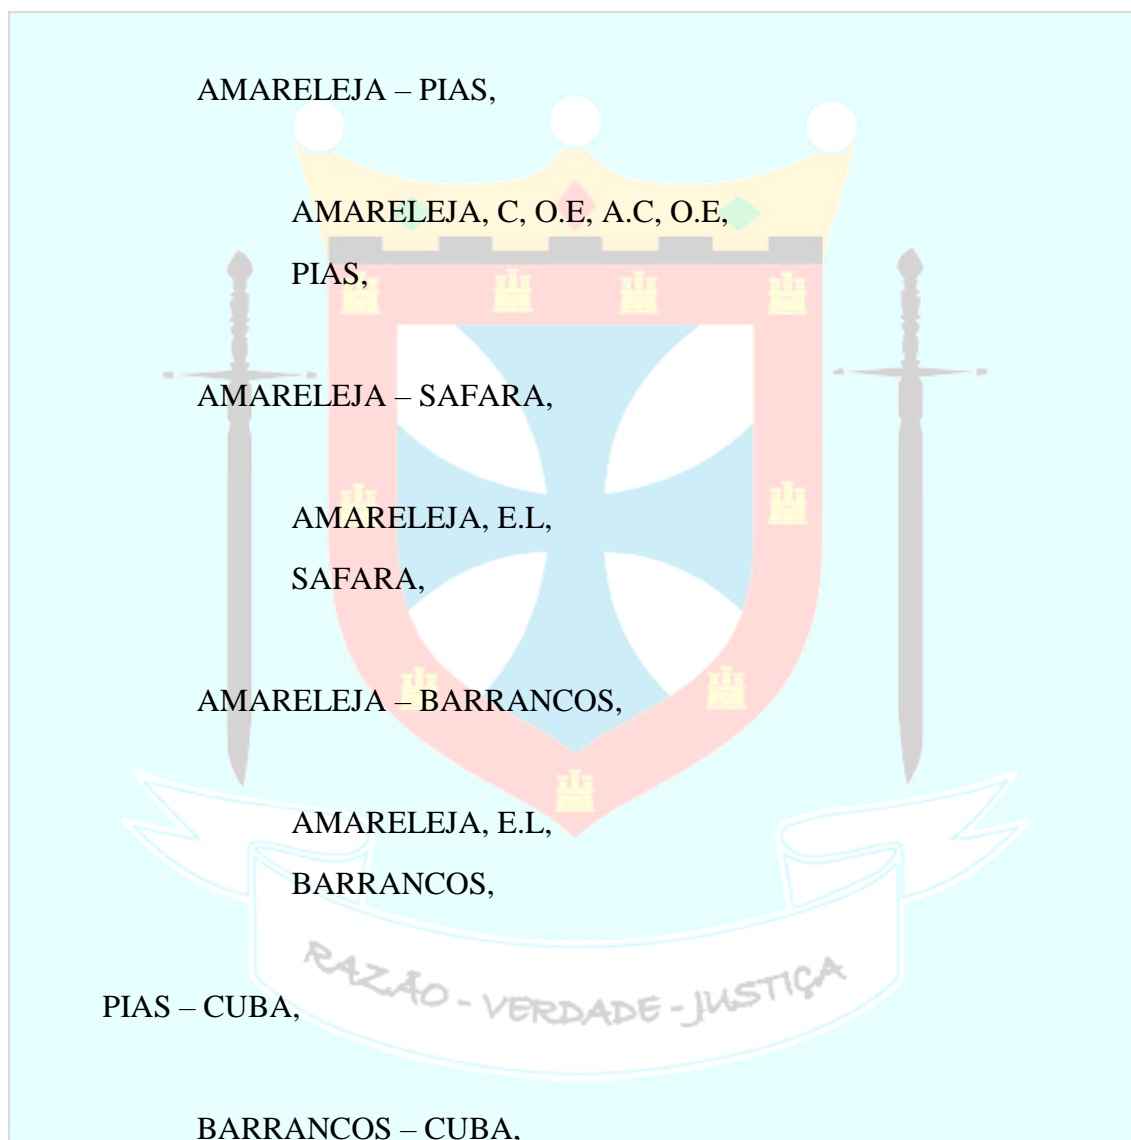 AMARELEJA – PIAS,
AMARELEJA, C, O.E, A.C, O.E,
PIAS,
AMARELEJA – SAFARA,
AMARELEJA, E.L,
SAFARA,
AMARELEJA – BARRANCOS,
AMARELEJA, E.L,
BARRANCOS,
RAZÃO - VERDADE - JUSTIÇA
PIAS – CUBA,
BARRANCOS – CUBA,